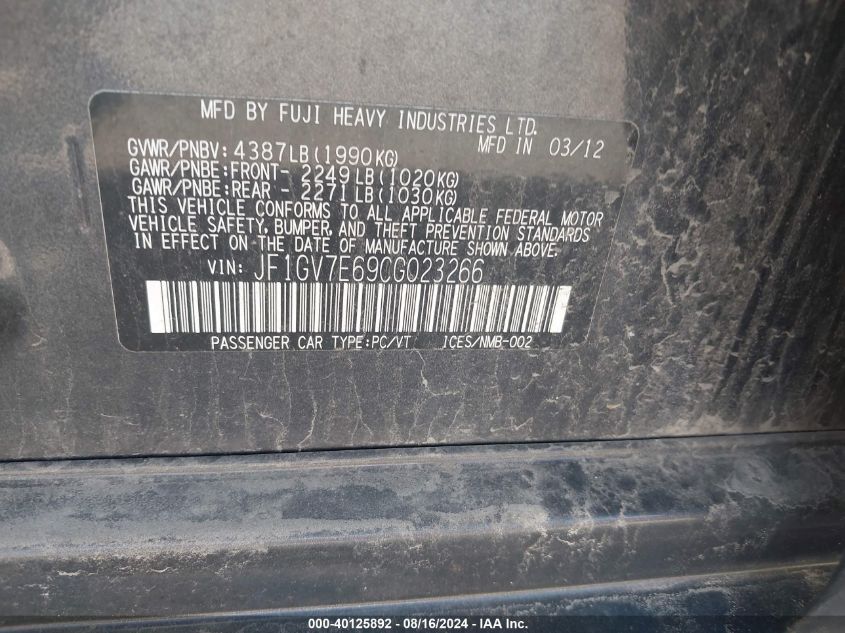 MFD BY FUJI HEAVY INDUSTRIES LTD.
GVWR/PNBV: 4387LB(1990KG) MFD IN 03/12
GAWR/PNBE:FRONT- 2249LB(1020KG)
GAWR/PNBE:REAR - 2271LB(1030KG)
THIS VEHICLE CONFORMS TO ALL APPLICABLE FEDERAL MOTOR
VEHICLE SAFETY, BUMPER, AND THEFT PREVENTION STANDARDS
IN EFFECT ON THE DATE OF MANUFACTURE SHOWN ABOVE.
VIN: JF1GV7E69CG023266
PASSENGER CAR TYPE:PC/VT ICES/NMB-002
000-40125892 - 08/16/2024 - IAAI.COM